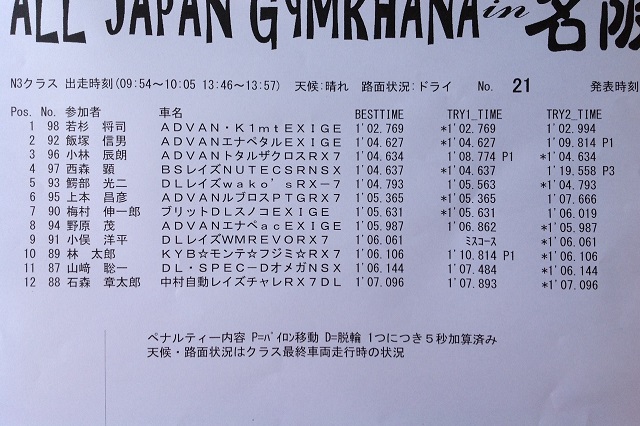 ALL JAPAN GYMKHANA in 名阪
N3クラス 出走時刻(09:54～10:05 13:46～13:57) 天候:晴れ 路面状況:ドライ No. 21 発表時刻
Pos. No. 参加者 車名 BESTTIME TRY1_TIME TRY2_TIME
1 98 若杉 将司 ADVAN・K1mtEXIGE 1'02.769 *1'02.769 1'02.994
2 92 飯塚 信男 ADVANエナペタルEXIGE 1'04.627 *1'04.627 1'09.814 P1
3 96 小林 辰朗 ADVANトタルザクロスRX7 1'04.634 1'08.774 P1 *1'04.634
4 97 西森 顕 BSレイズNUTECSRNSX 1'04.637 *1'04.637 1'19.558 P3
5 93 鰐部 光二 DLレイズwako'sRX-7 1'04.793 1'05.563 *1'04.793
6 95 上本 昌彦 ADVANルブロスPTGRX7 1'05.365 *1'05.365 1'07.666
7 90 梅村 伸一郎 ブリットDLスノコEXIGE 1'05.631 *1'05.631 1'06.019
8 94 野原 茂 ADVANエナペacEXIGE 1'05.987 1'06.862 *1'05.987
9 91 小俣 洋平 DLレイズWMREVORX7 1'06.061 ﾐｽｺｰｽ *1'06.061
10 89 林 太郎 KYB☆モンテ☆フジミ☆RX7 1'06.101 1'10.814 P1 *1'06.101
11 87 山﨑 聡一 DL・SPEC-DオメガNSX 1'06.144 1'07.484 *1'06.144
12 88 石森 章太郎 中村自動レイズチャレRX7DL 1'07.096 1'07.893 *1'07.096
ペナルティー内容 P=ﾊﾟｲﾛﾝ移動 D=脱輪 1つにつき５秒加算済み
天候・路面状況はクラス最終車両走行時の状況